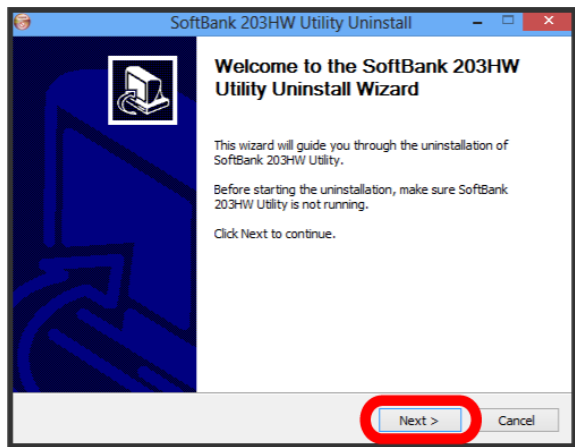 SoftBank 203HW Utility Uninstall
Welcome to the SoftBank 203HW
Utility Uninstall Wizard
This wizard will guide you through the uninstallation of
SoftBank 203HW Utility.
Before starting the uninstallation, make sure SoftBank
203HW Utility is not running.
Click Next to continue.
Next >
Cancel